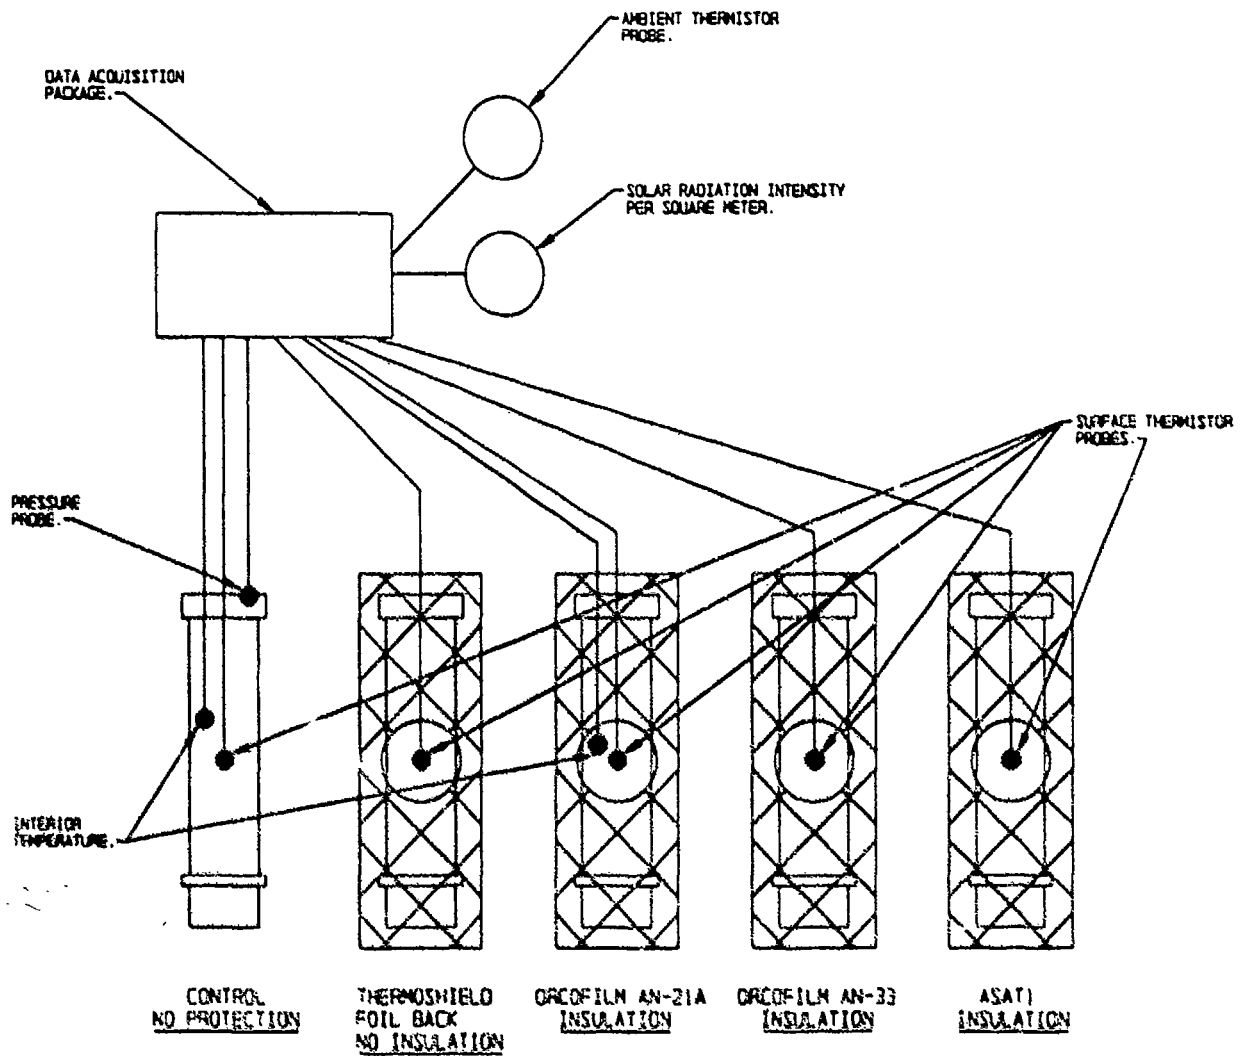 AMBIENT THERMISTOR
PROBE.
DATA ACQUISITION
PACKAGE.
SOLAR RADIATION INTENSITY
PER SQUARE METER.
SURFACE THERMISTOR
PROBES.
PRESSURE
PROBE.
INTERIOR
TEMPERATURE.
CONTROL
NO PROTECTION
THERMOSHIELD
FOIL BACK
NO INSULATION
ORCOFILM AN-21A
INSULATION
ORCOFILM AN-33
INSULATION
ASATI
INSULATION